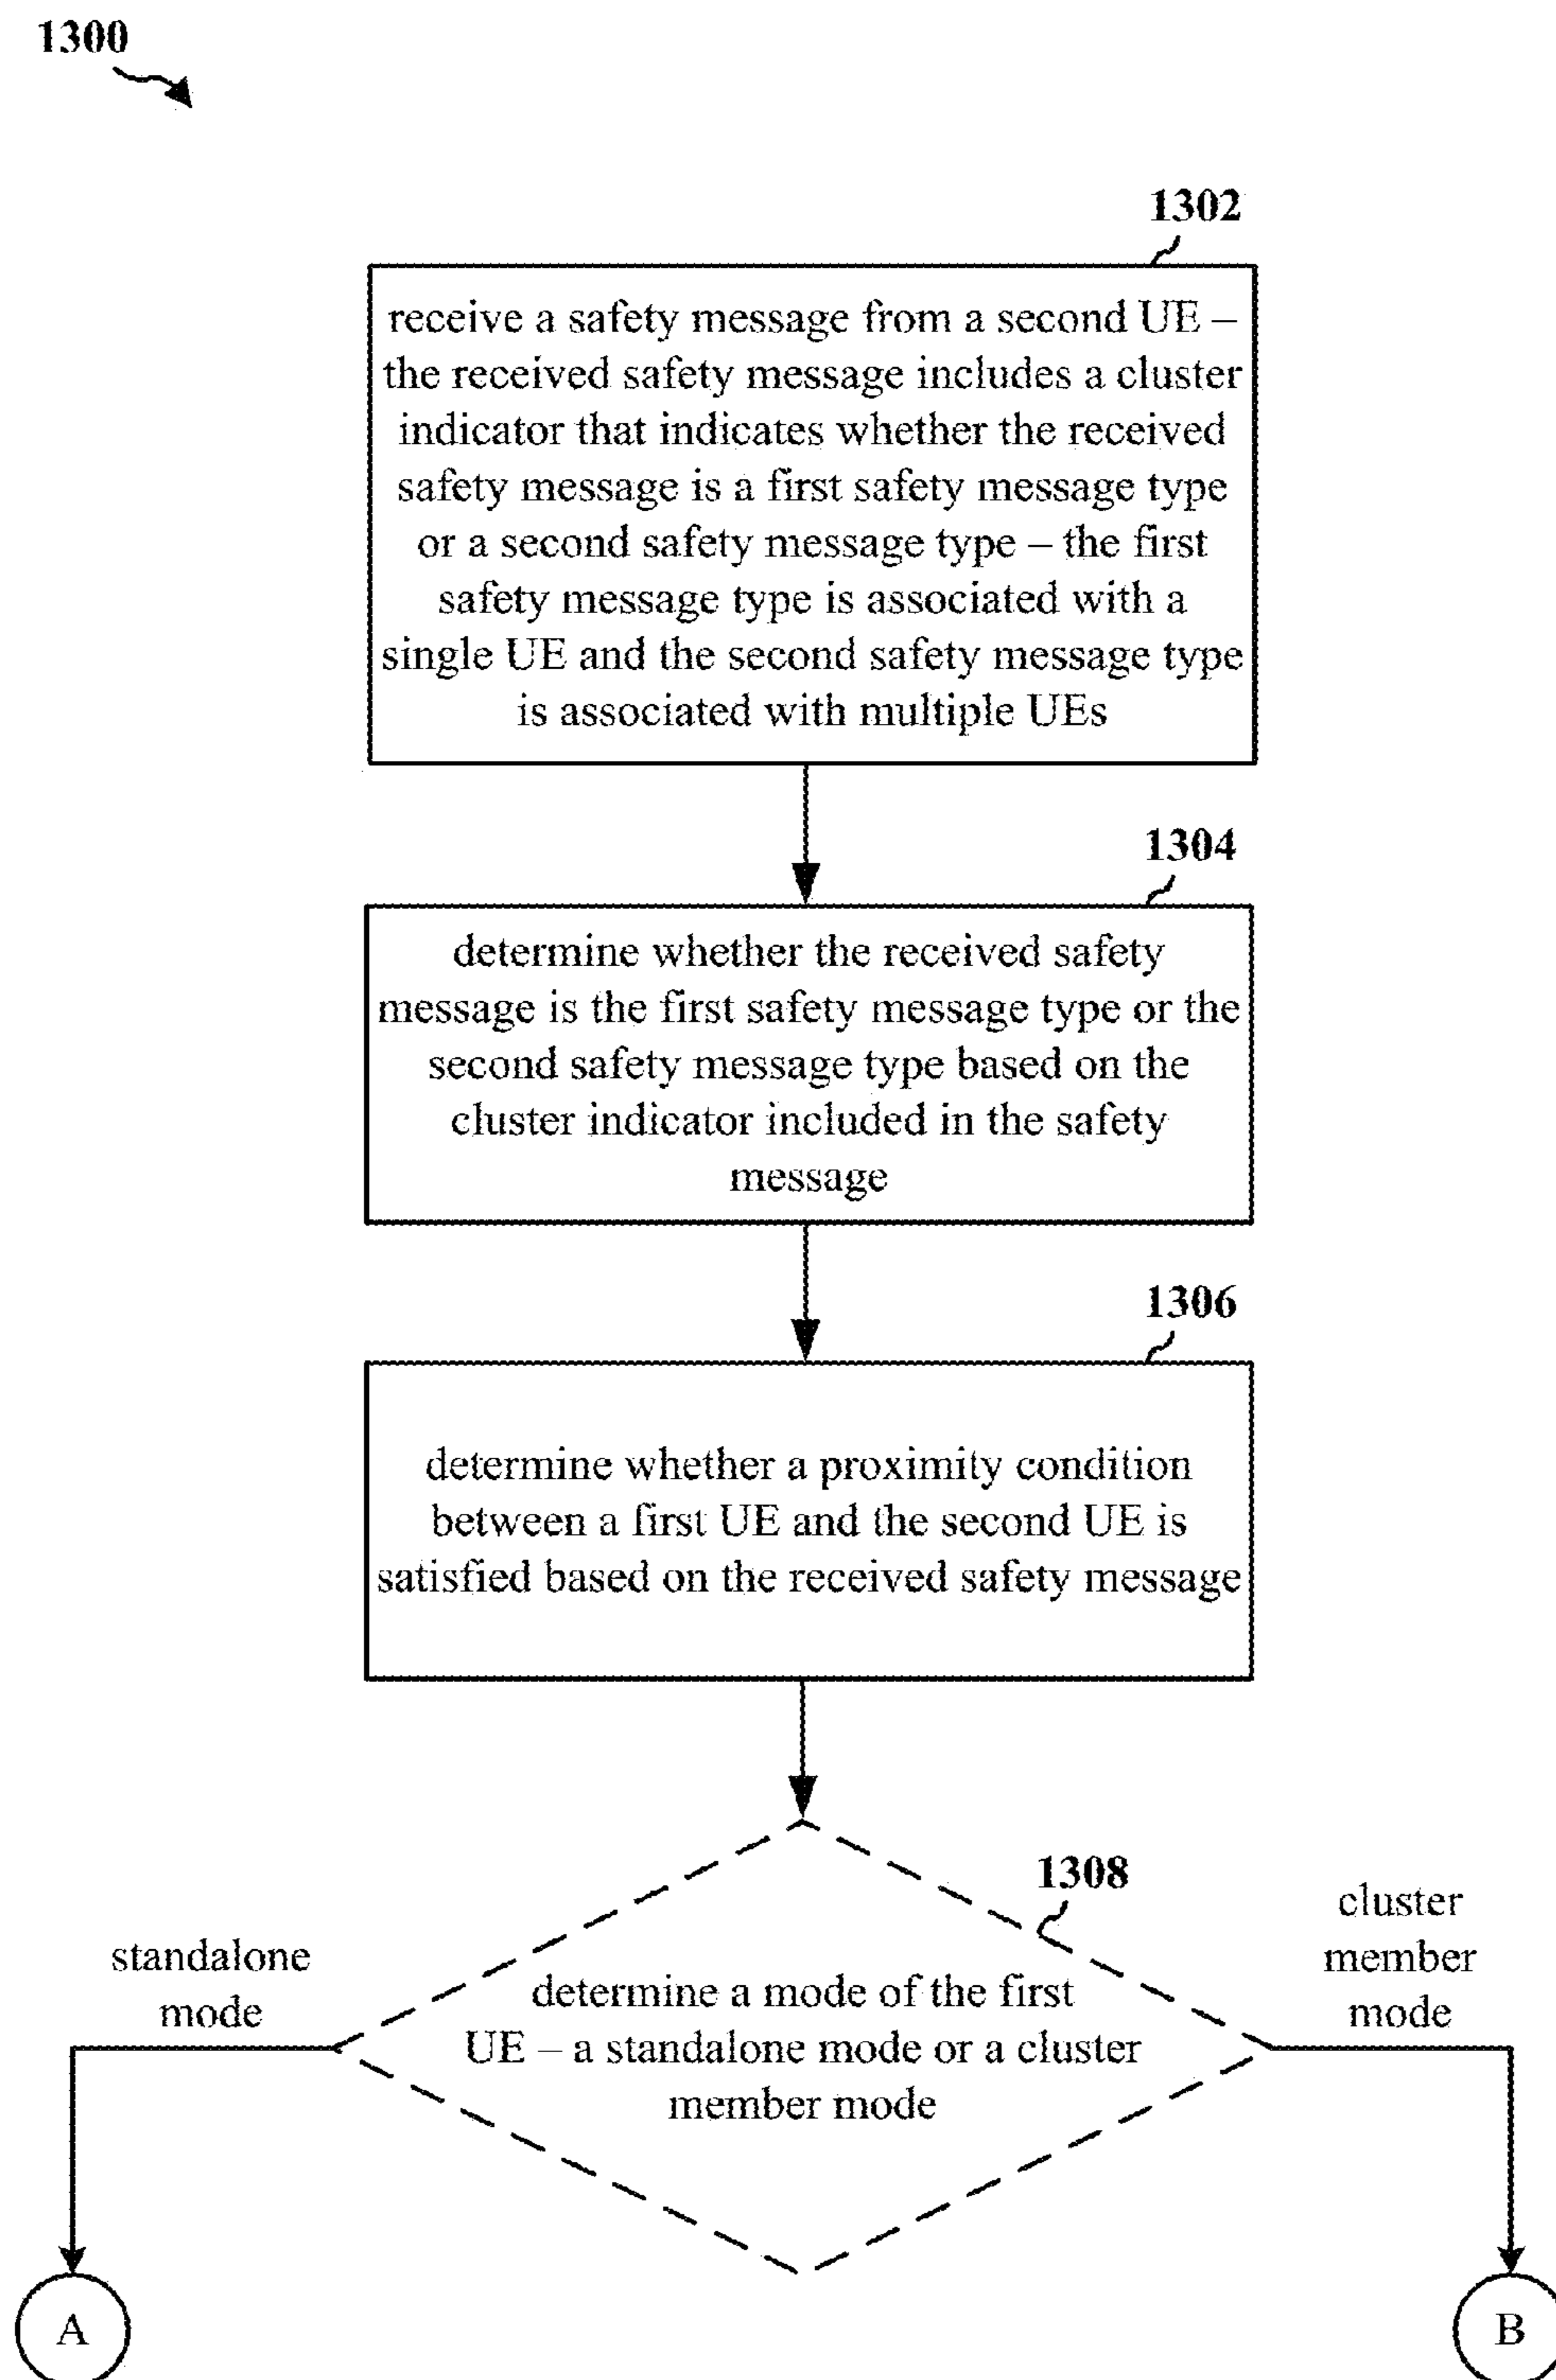 1300
1302
receive a safety message from a second UE –
the received safety message includes a cluster
indicator that indicates whether the received
safety message is a first safety message type
or a second safety message type – the first
safety message type is associated with a
single UE and the second safety message type
is associated with multiple UEs
1304
determine whether the received safety
message is the first safety message type or the
second safety message type based on the
cluster indicator included in the safety
message
1306
determine whether a proximity condition
between a first UE and the second UE is
satisfied based on the received safety message
1308
standalone
mode
determine a mode of the first
UE – a standalone mode or a cluster
member mode
cluster
member
mode
A
B